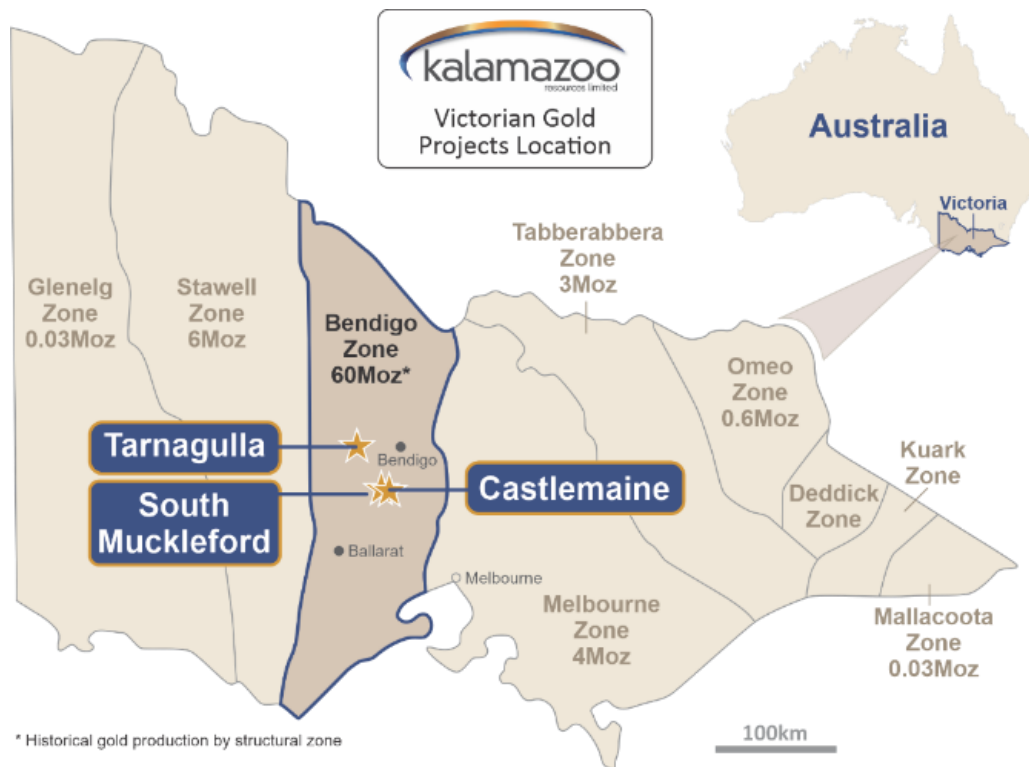 kalamazoo
resources limited
Victorian Gold
Projects Location
Australia
Victoria
Tabberabbera
Zone
3Moz
Glenelg
Zone
0.03Moz
Stawell
Zone
6Moz
Bendigo
Zone
60Moz*
Omeo
Zone
0.6Moz
Tarnagulla
Bendigo
Kuark
Zone
South
Muckleford
Castlemaine
Deddick
Zone
Ballarat
Melbourne
Melbourne
Zone
4Moz
Mallacoota
Zone
0.03Moz
* Historical gold production by structural zone
100km